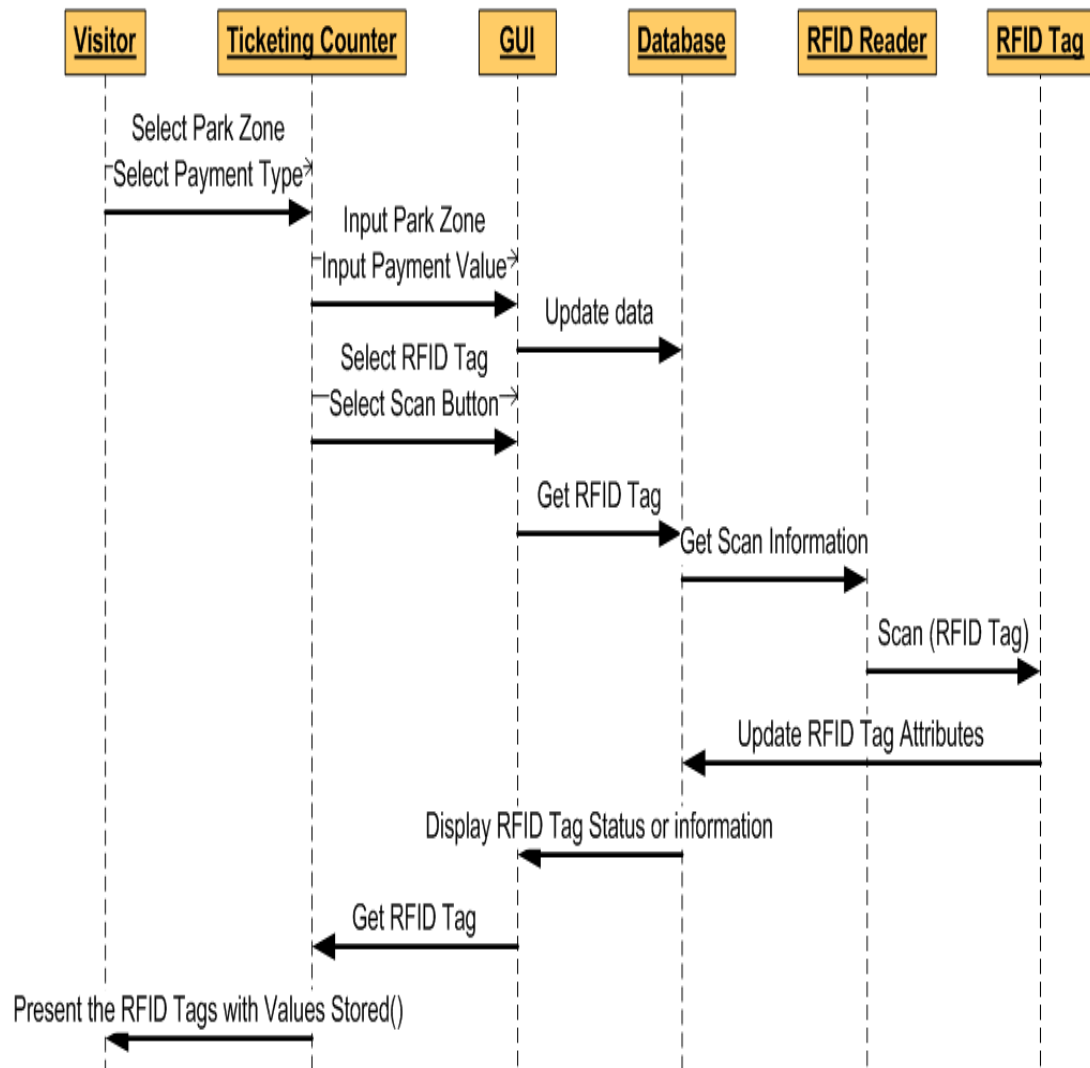 Visitor
Ticketing Counter
GUI
Database
RFID Reader
RFID Tag
Select Park Zone
Select Payment Type
Input Park Zone
Input Payment Value
Update data
Select RFID Tag
Select Scan Button
Get RFID Tag
Get Scan Information
Scan (RFID Tag)
Update RFID Tag Attributes
Display RFID Tag Status or information
Get RFID Tag
Present the RFID Tags with Values Stored()